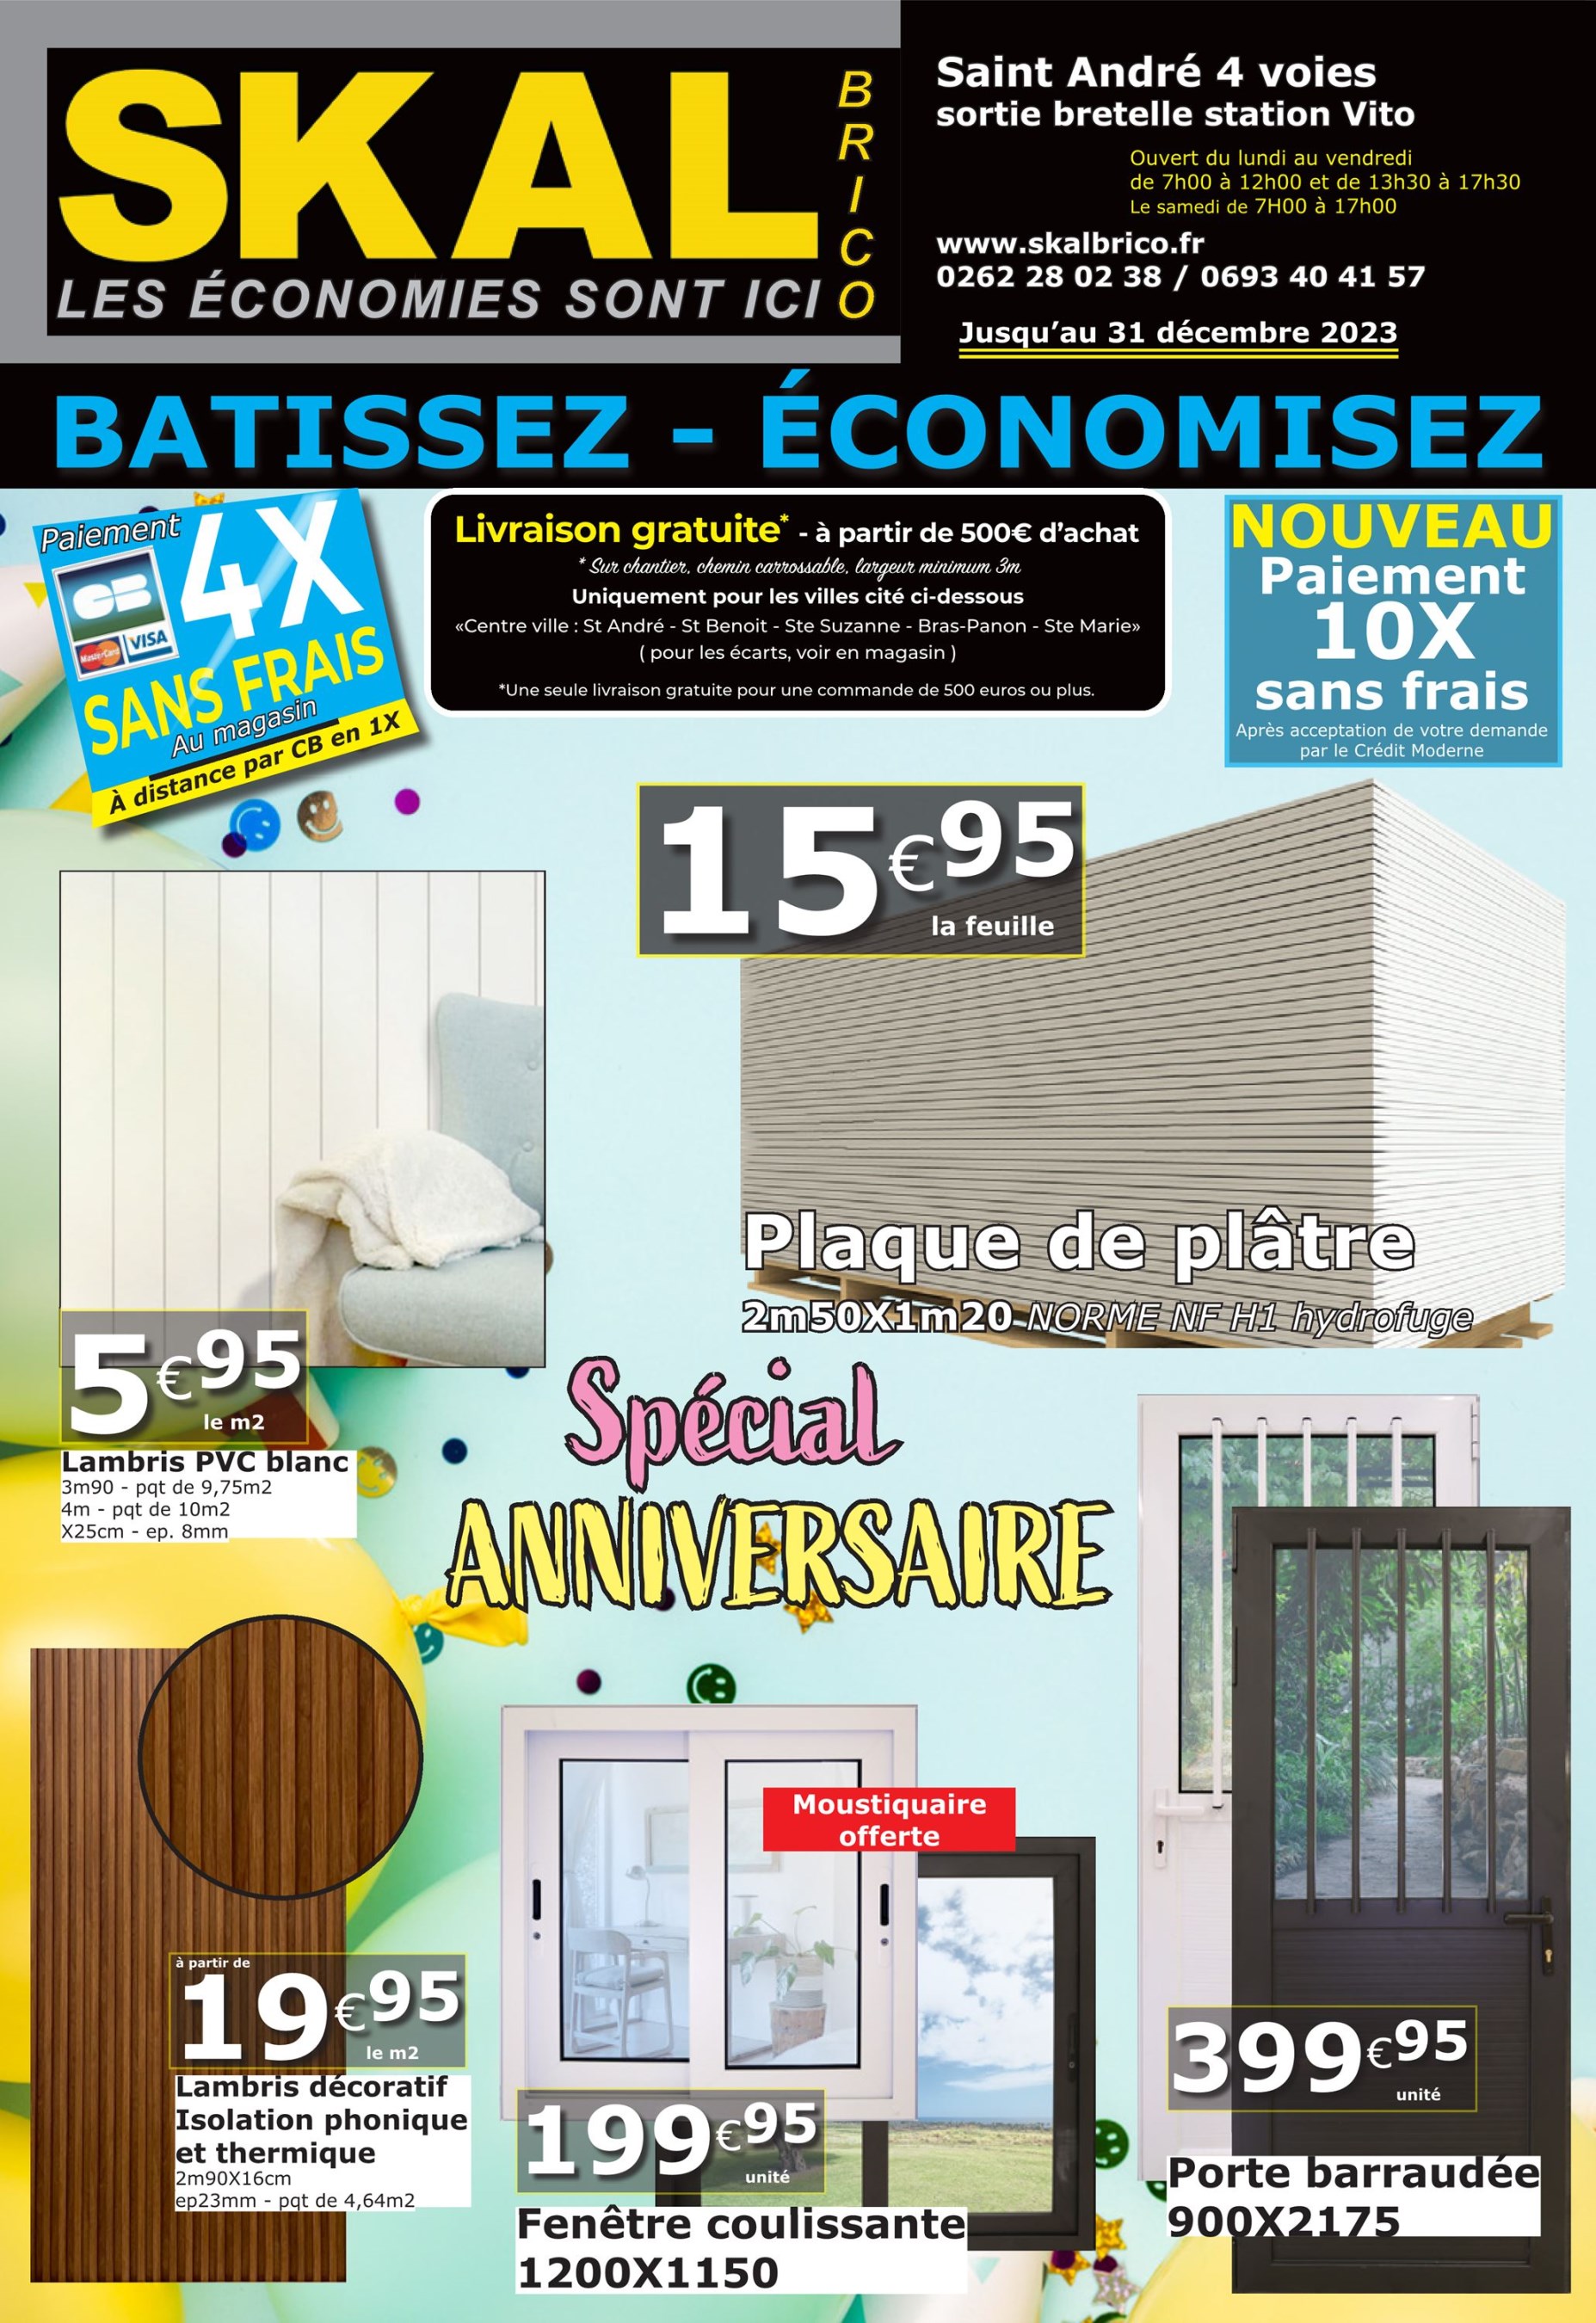 SKAL
BRICO
LES ÉCONOMIES SONT ICI
Saint André 4 voies
sortie bretelle station Vito
Ouvert du lundi au vendredi
de 7h00 à 12h00 et de 13h30 à 17h30
Le samedi de 7H00 à 17h00
www.skalbrico.fr
0262 28 02 38 / 0693 40 41 57
Jusqu’au 31 décembre 2023
BATISSEZ - ÉCONOMISEZ
Paiement
4X
CB
MasterCard
VISA
SANS FRAIS
Au magasin
À distance par CB en 1X
Livraison gratuite* - à partir de 500€ d’achat
* Sur chantier, chemin carrossable, largeur minimum 3m
Uniquement pour les villes cité ci-dessous
«Centre ville : St André - St Benoit - Ste Suzanne - Bras-Panon - Ste Marie»
( pour les écarts, voir en magasin )
*Une seule livraison gratuite pour une commande de 500 euros ou plus.
NOUVEAU
Paiement
10X
sans frais
Après acceptation de votre demande
par le Crédit Moderne
15€95
la feuille
Plaque de plâtre
2m50X1m20 NORME NF H1 hydrofuge
5€95
le m2
Lambris PVC blanc
3m90 - pqt de 9,75m2
4m - pqt de 10m2
X25cm - ep. 8mm
Spécial
ANNIVERSAIRE
à partir de
19€95
le m2
Lambris décoratif
Isolation phonique
et thermique
2m90X16cm
ep23mm - pqt de 4,64m2
Moustiquaire
offerte
199€95
unité
Fenêtre coulissante
1200X1150
399€95
unité
Porte barraudée
900X2175